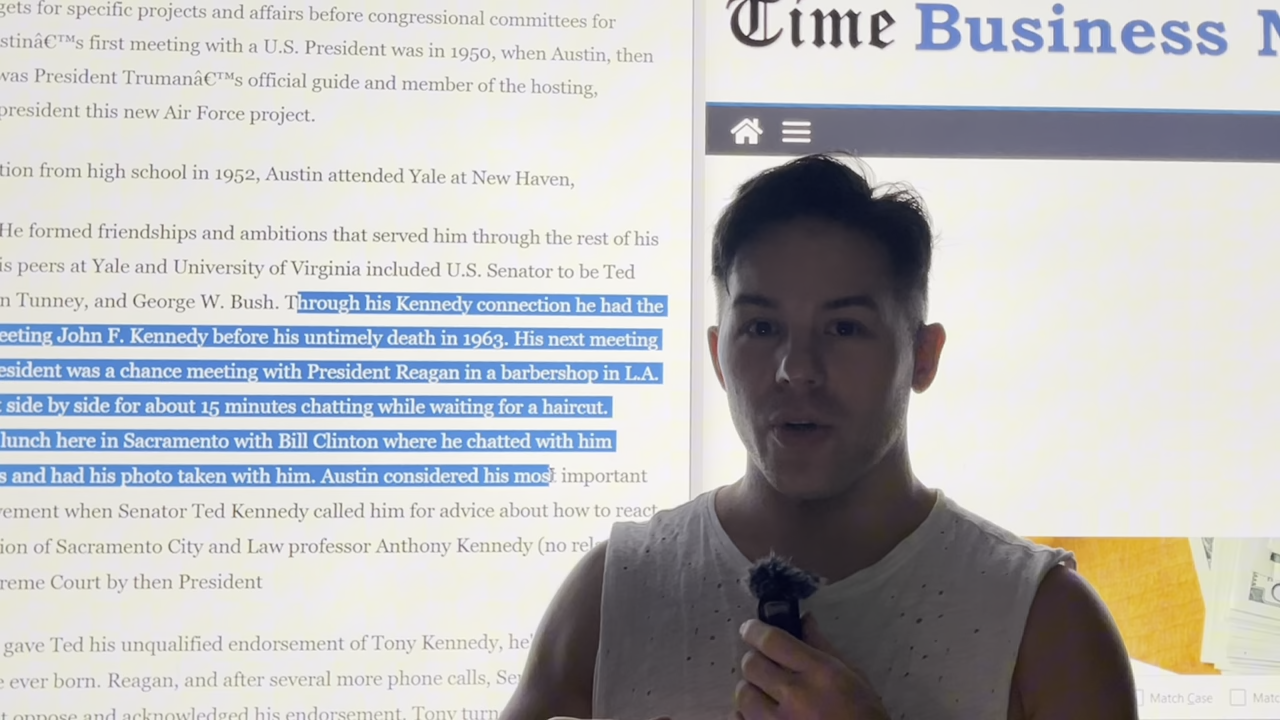 gets for specific projects and affairs before congressional committees for
stinâ€™s first meeting with a U.S. President was in 1950, when Austin, then
was President Trumanâ€™s official guide and member of the hosting,
president this new Air Force project.
tion from high school in 1952, Austin attended Yale at New Haven,
He formed friendships and ambitions that served him through the rest of his
is peers at Yale and University of Virginia included U.S. Senator to be Ted
n Tunney, and George W. Bush. Through his Kennedy connection he had the
eeting John F. Kennedy before his untimely death in 1963. His next meeting
esident was a chance meeting with President Reagan in a barbershop in L.A.
t side by side for about 15 minutes chatting while waiting for a haircut.
lunch here in Sacramento with Bill Clinton where he chatted with him
s and had his photo taken with him. Austin considered his most important
vement when Senator Ted Kennedy called him for advice about how to react
ion of Sacramento City and Law professor Anthony Kennedy (no rel
reme Court by then President
gave Ted his unqualified endorsement of Tony Kennedy, he'
e ever born. Reagan, and after several more phone calls, Se
t oppose and acknowledged his endorsement. Tony turn
Time Business N
Match Case
Mat